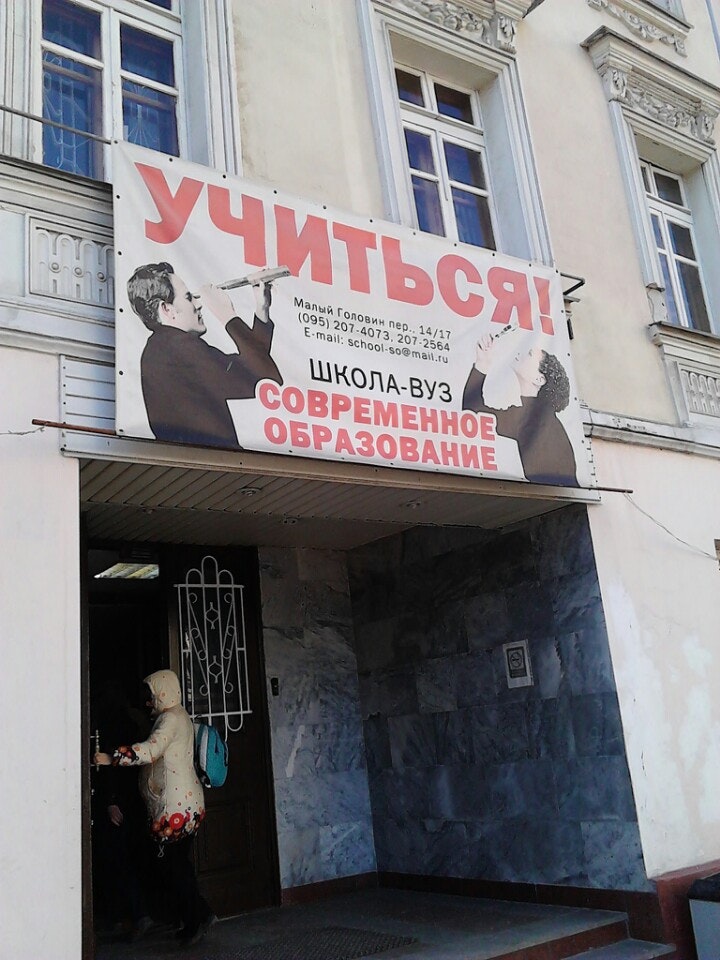 УЧИТЬСЯ!
Малый Головин пер., 14/17
(095) 207-4073, 207-2564
E-mail: school-so@mail.ru
ШКОЛА-ВУЗ
СОВРЕМЕННОЕ
ОБРАЗОВАНИЕ